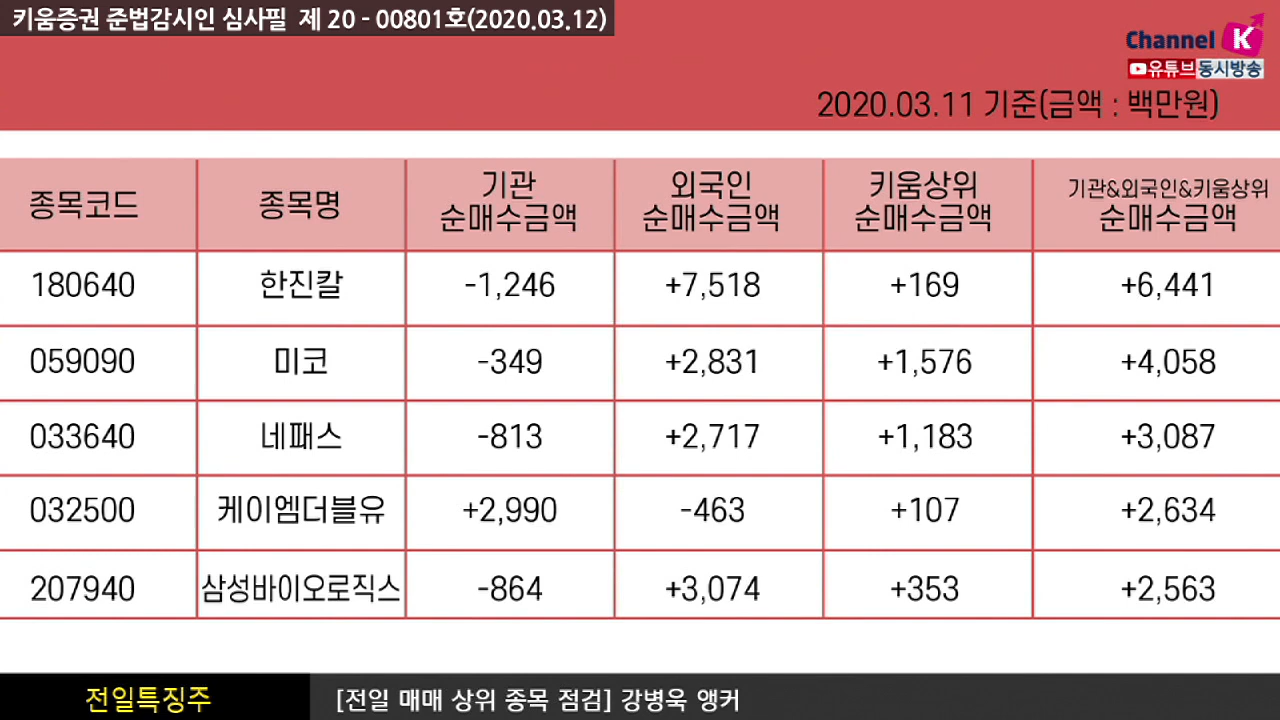 키움증권 준법감시인 심사필 제 20 - 00801호(2020.03.12)
Channel K
유튜브 동시방송
2020.03.11 기준(금액 : 백만원)
종목코드 종목명 기관 순매수금액 외국인 순매수금액 키움상위 순매수금액 기관&외국인&키움상위 순매수금액
180640 한진칼 -1,246 +7,518 +169 +6,441
059090 미코 -349 +2,831 +1,576 +4,058
033640 네패스 -813 +2,717 +1,183 +3,087
032500 케이엠더블유 +2,990 -463 +107 +2,634
207940 삼성바이오로직스 -864 +3,074 +353 +2,563
전일특징주 [전일 매매 상위 종목 점검] 강병욱 앵커